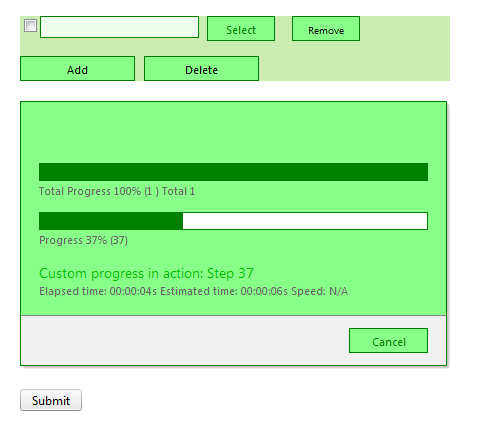 Select Remove
Add Delete
Total Progress 100% (1 ) Total 1
Progress 37% (37)
Custom progress in action: Step 37
Elapsed time: 00:00:04s Estimated time: 00:00:06s Speed: N/A
Cancel
Submit